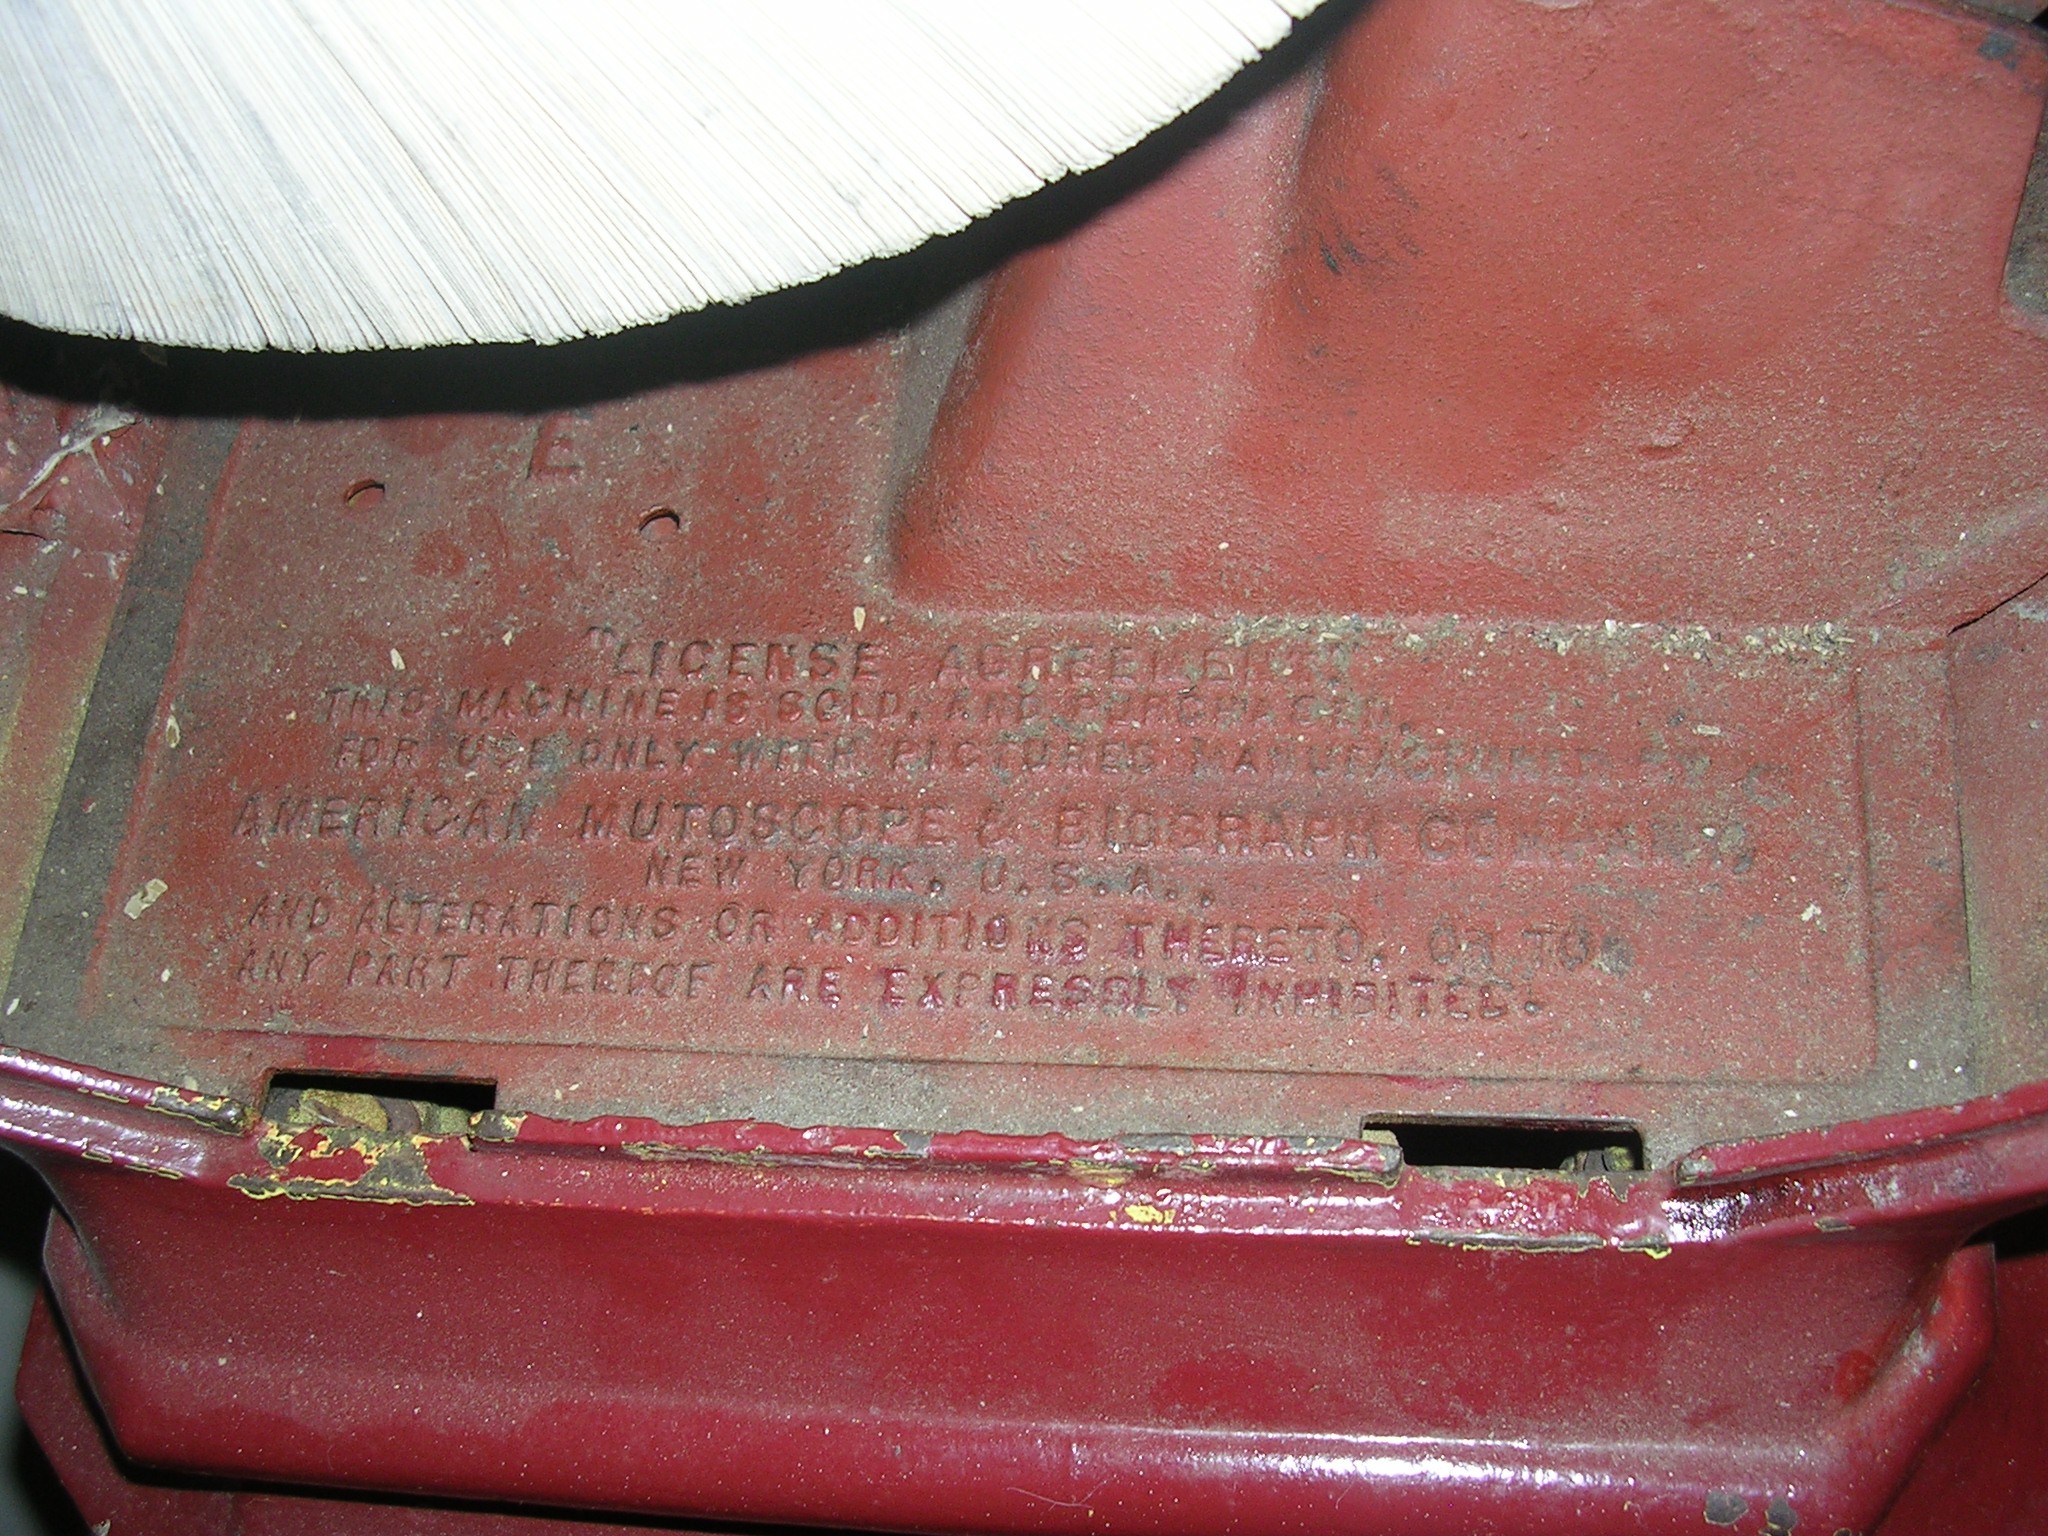 E
"LICENSE AGREEMENT
THIS MACHINE IS SOLD, AND PURCHASED,
FOR USE ONLY WITH PICTURES MANUFACTURED BY
AMERICAN MUTOSCOPE & BIOGRAPH COMPANY,
NEW YORK, U.S.A.,
AND ALTERATIONS OR ADDITIONS THERETO, OR TO
ANY PART THEREOF ARE EXPRESSLY INHIBITED.